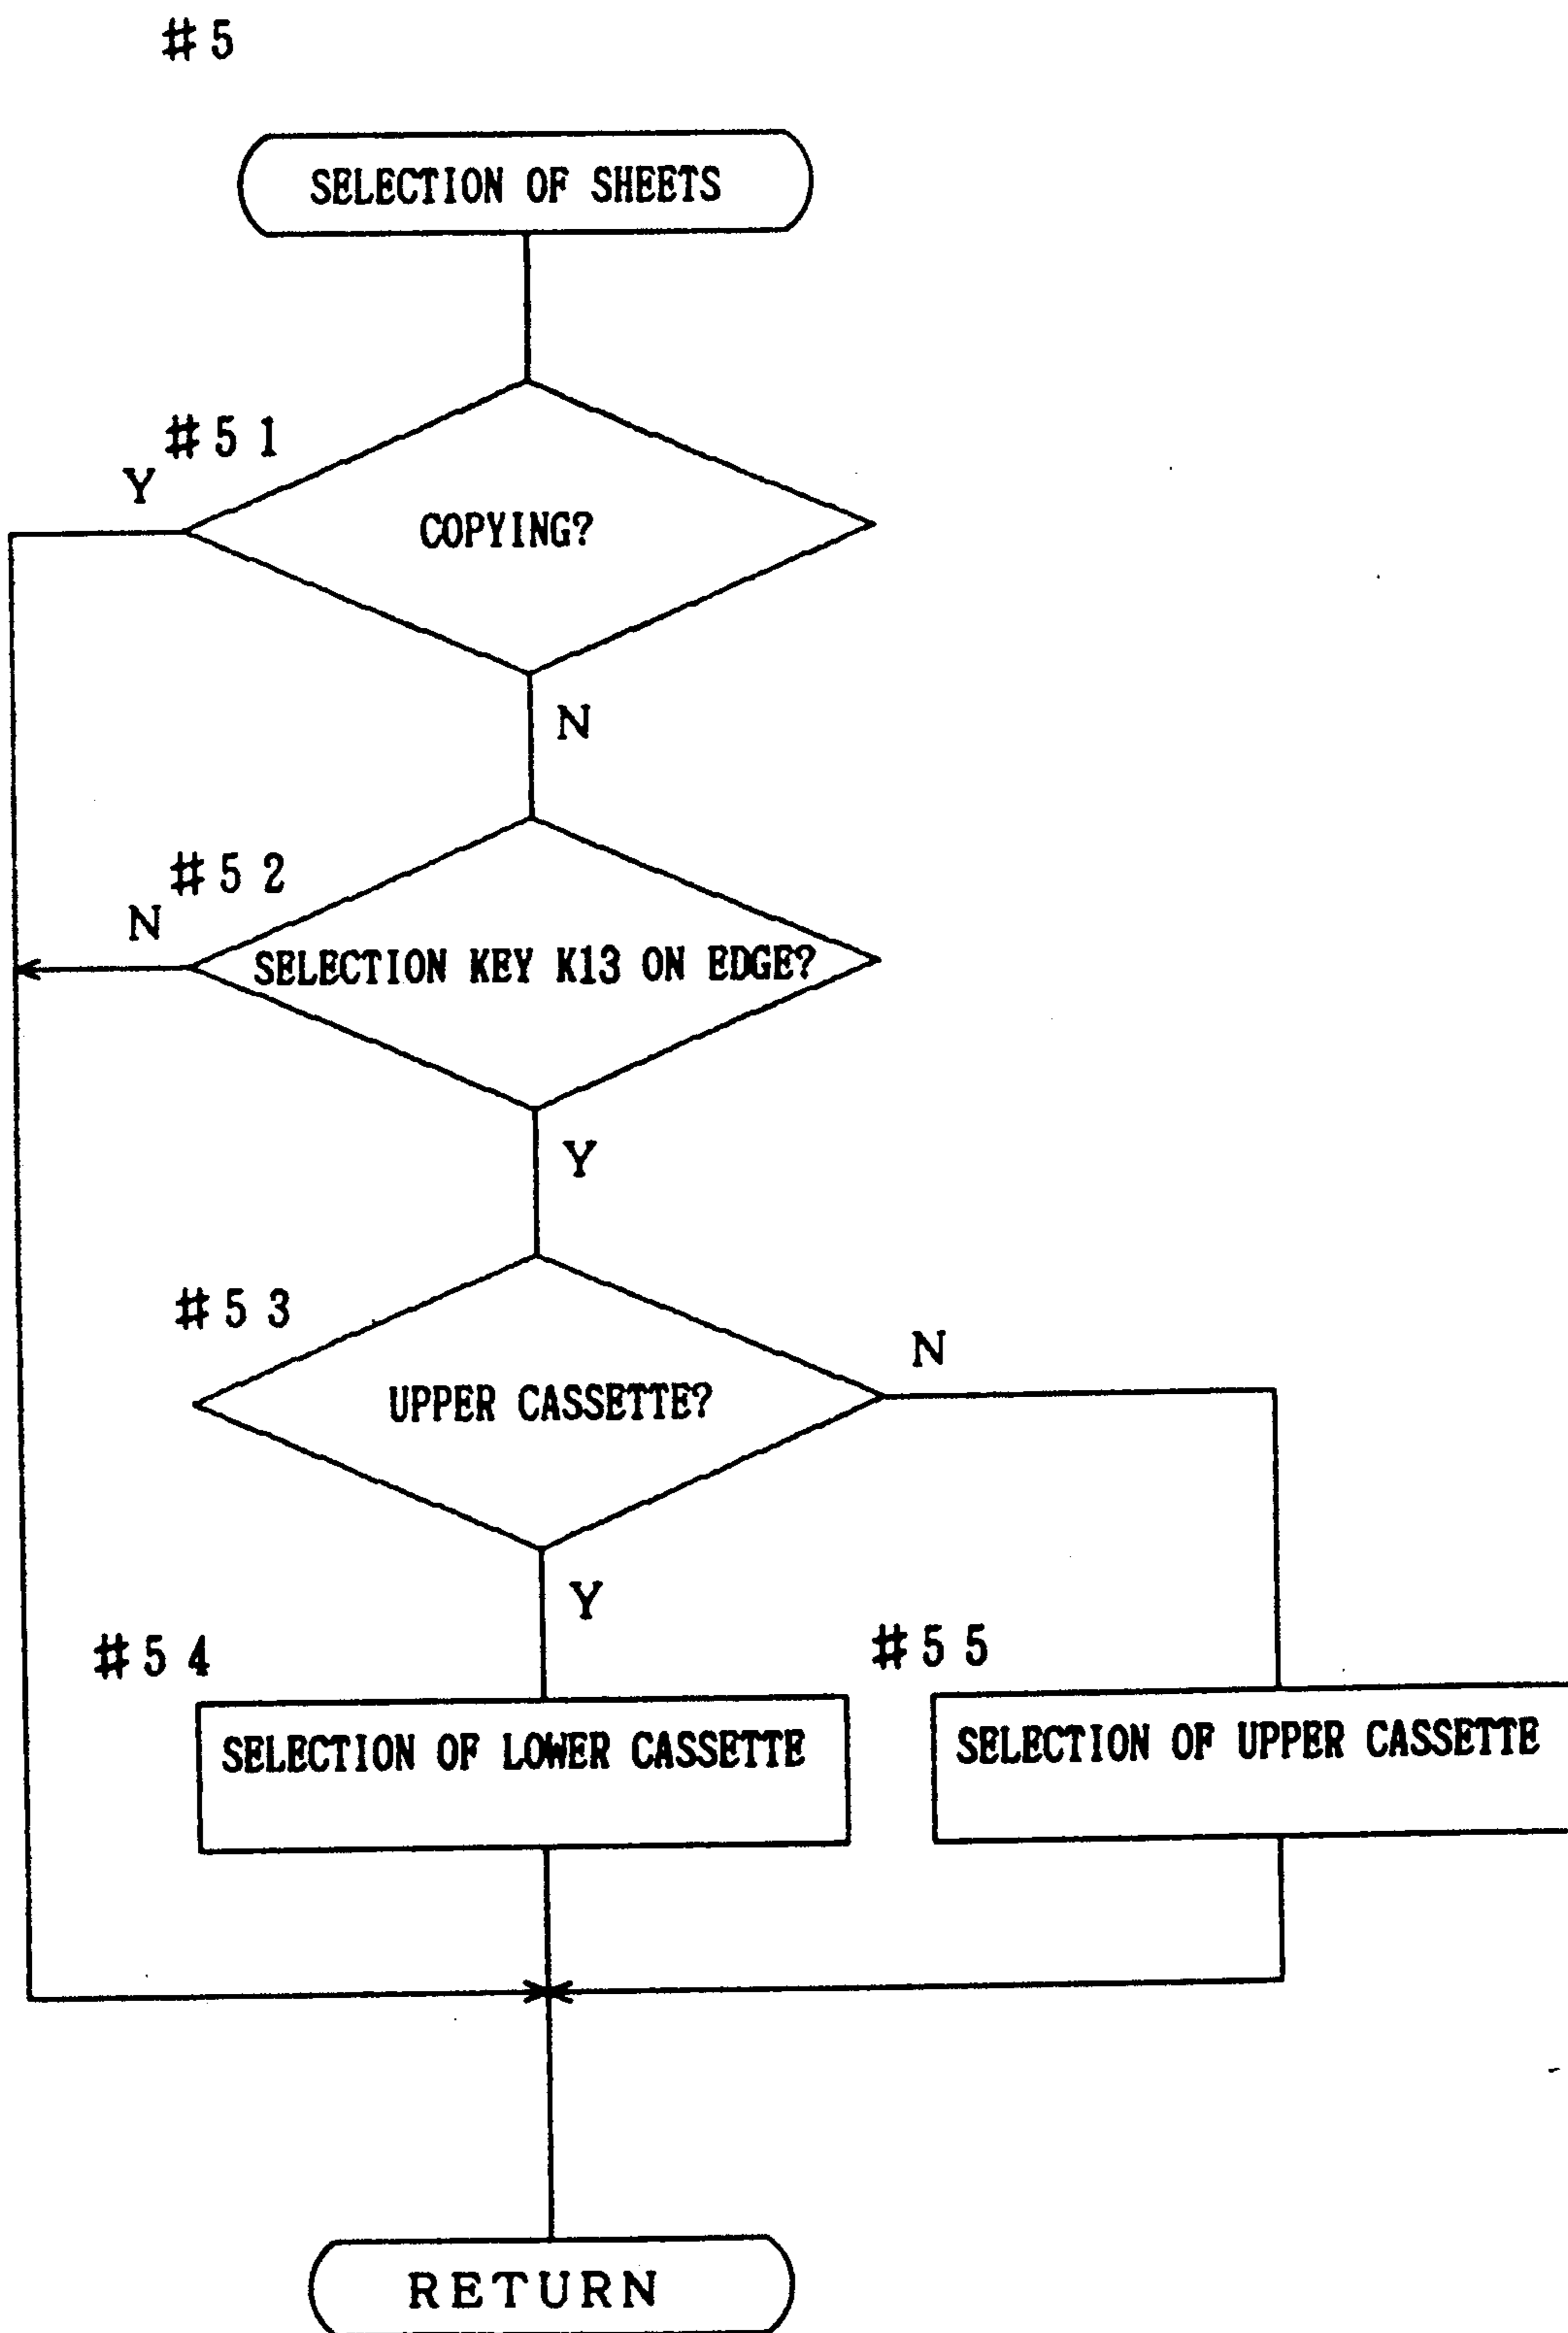 #5
SELECTION OF SHEETS
#51
Y
COPYING?
N
#52
N
SELECTION KEY K13 ON EDGE?
Y
#53
N
UPPER CASSETTE?
Y
#54
#55
SELECTION OF LOWER CASSETTE
SELECTION OF UPPER CASSETTE
RETURN